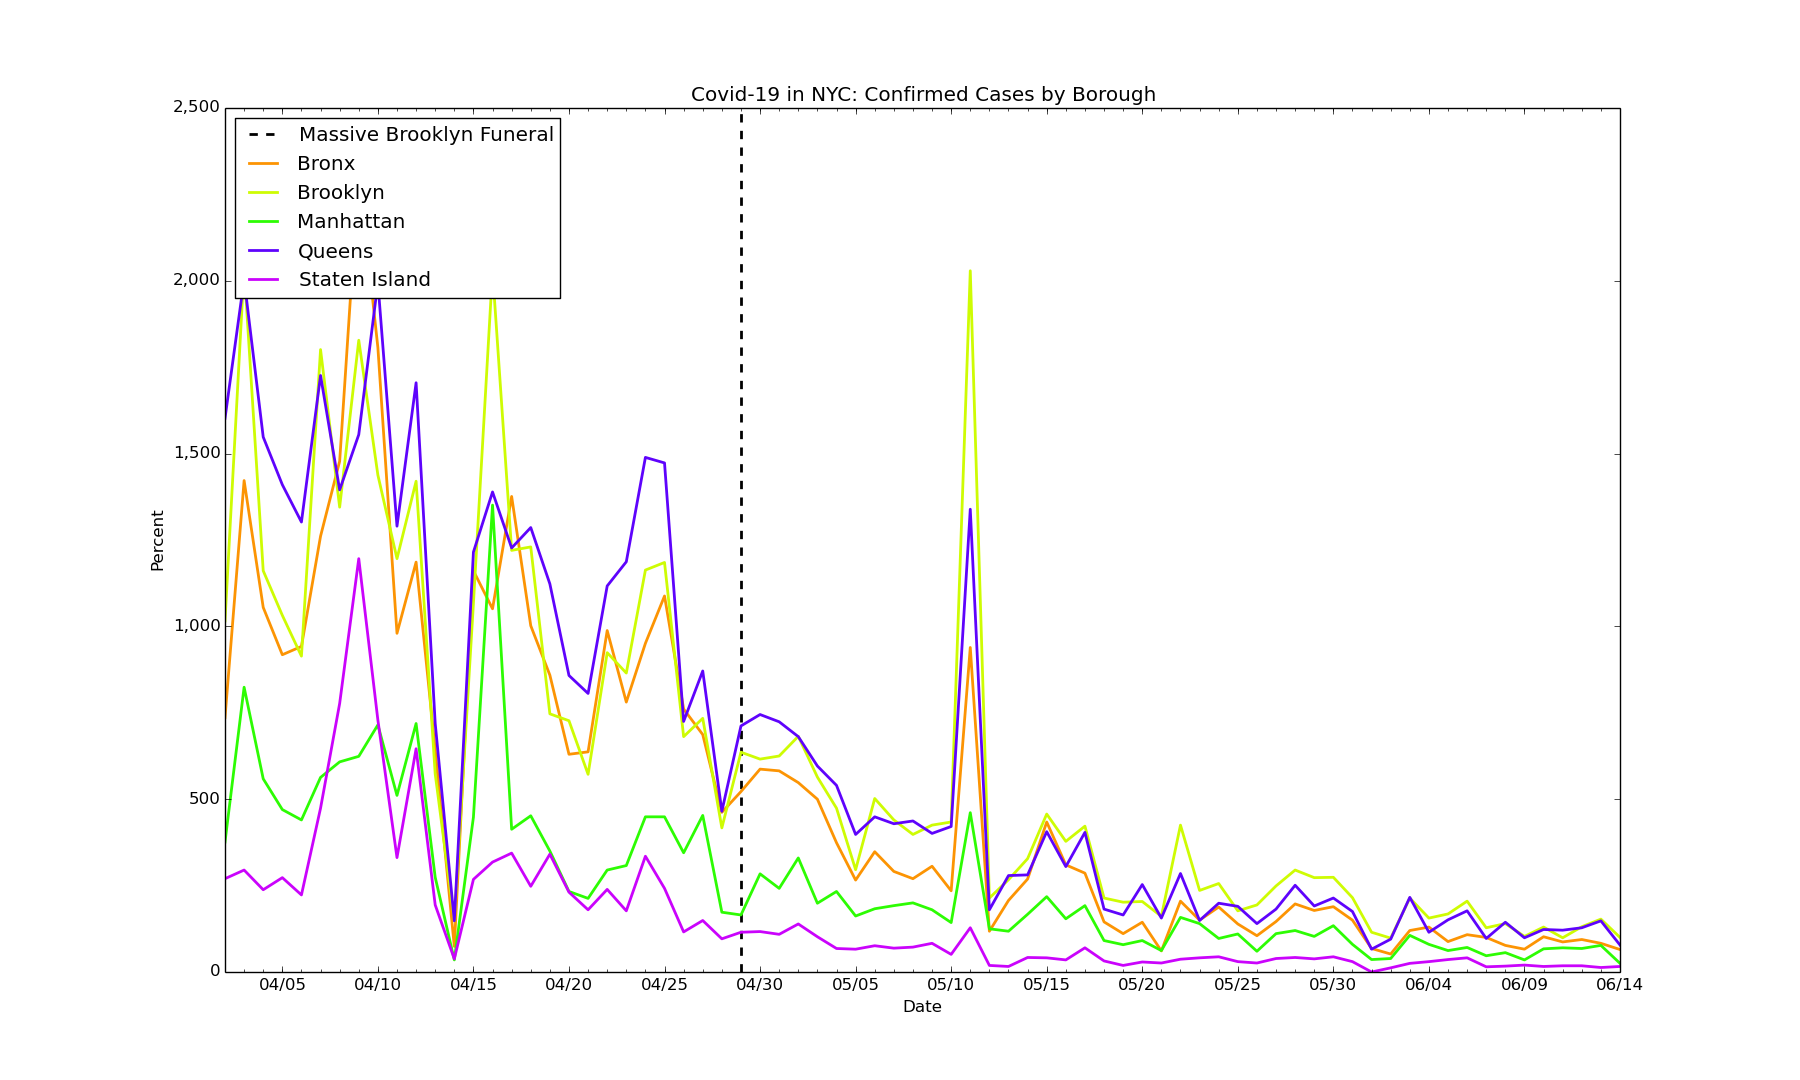 Covid-19 in NYC: Confirmed Cases by Borough
2,500
2,000
1,500
1,000
500
0
Percent
Massive Brooklyn Funeral
Bronx
Brooklyn
Manhattan
Queens
Staten Island
04/05 04/10 04/15 04/20 04/25 04/30 05/05 05/10 05/15 05/20 05/25 05/30 06/04 06/09 06/14
Date